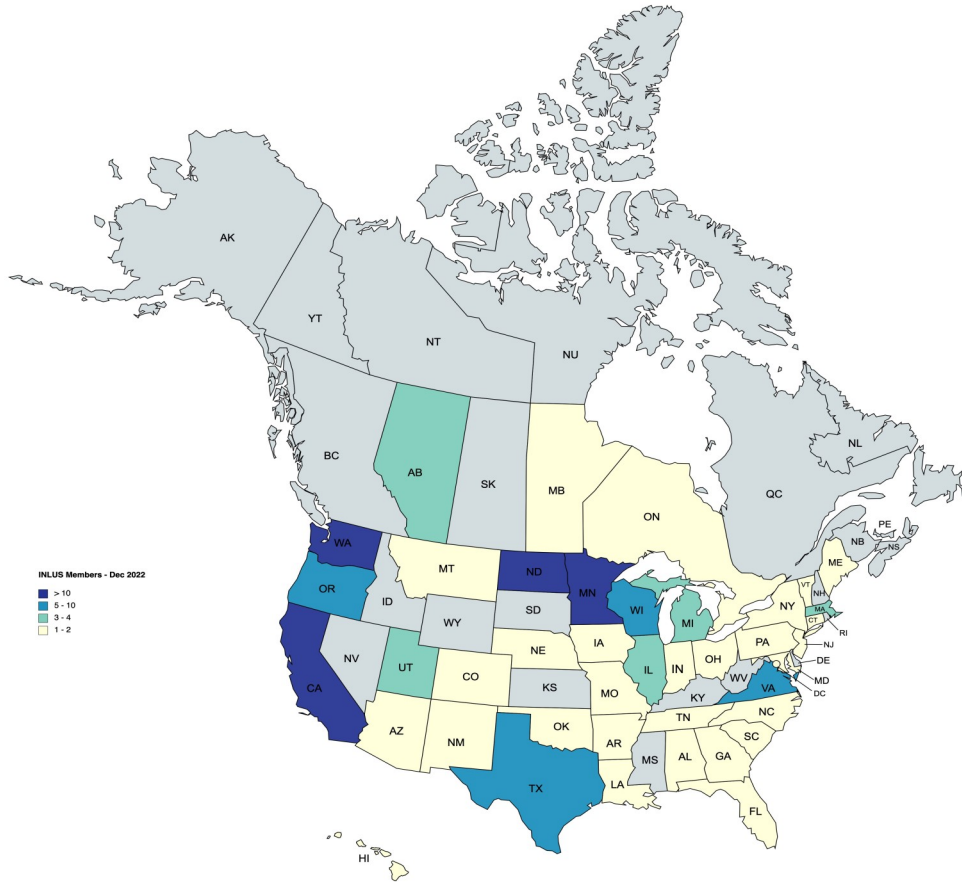 AK
YT
NT
NU
BC
AB
SK
MB
ON
QC
NL
PE
NB
NS
WA
MT
ND
MN
ME
VT
NH
OR
ID
SD
WI
MI
NY
MA
CT
RI
WY
IA
PA
NJ
NE
NV
UT
CO
IL
IN
OH
DE
MD
DC
CA
KS
MO
KY
WV
VA
AZ
NM
OK
AR
TN
NC
SC
TX
LA
MS
AL
GA
FL
HI
INLUS Members - Dec 2022
> 10
5 - 10
3 - 4
1 - 2